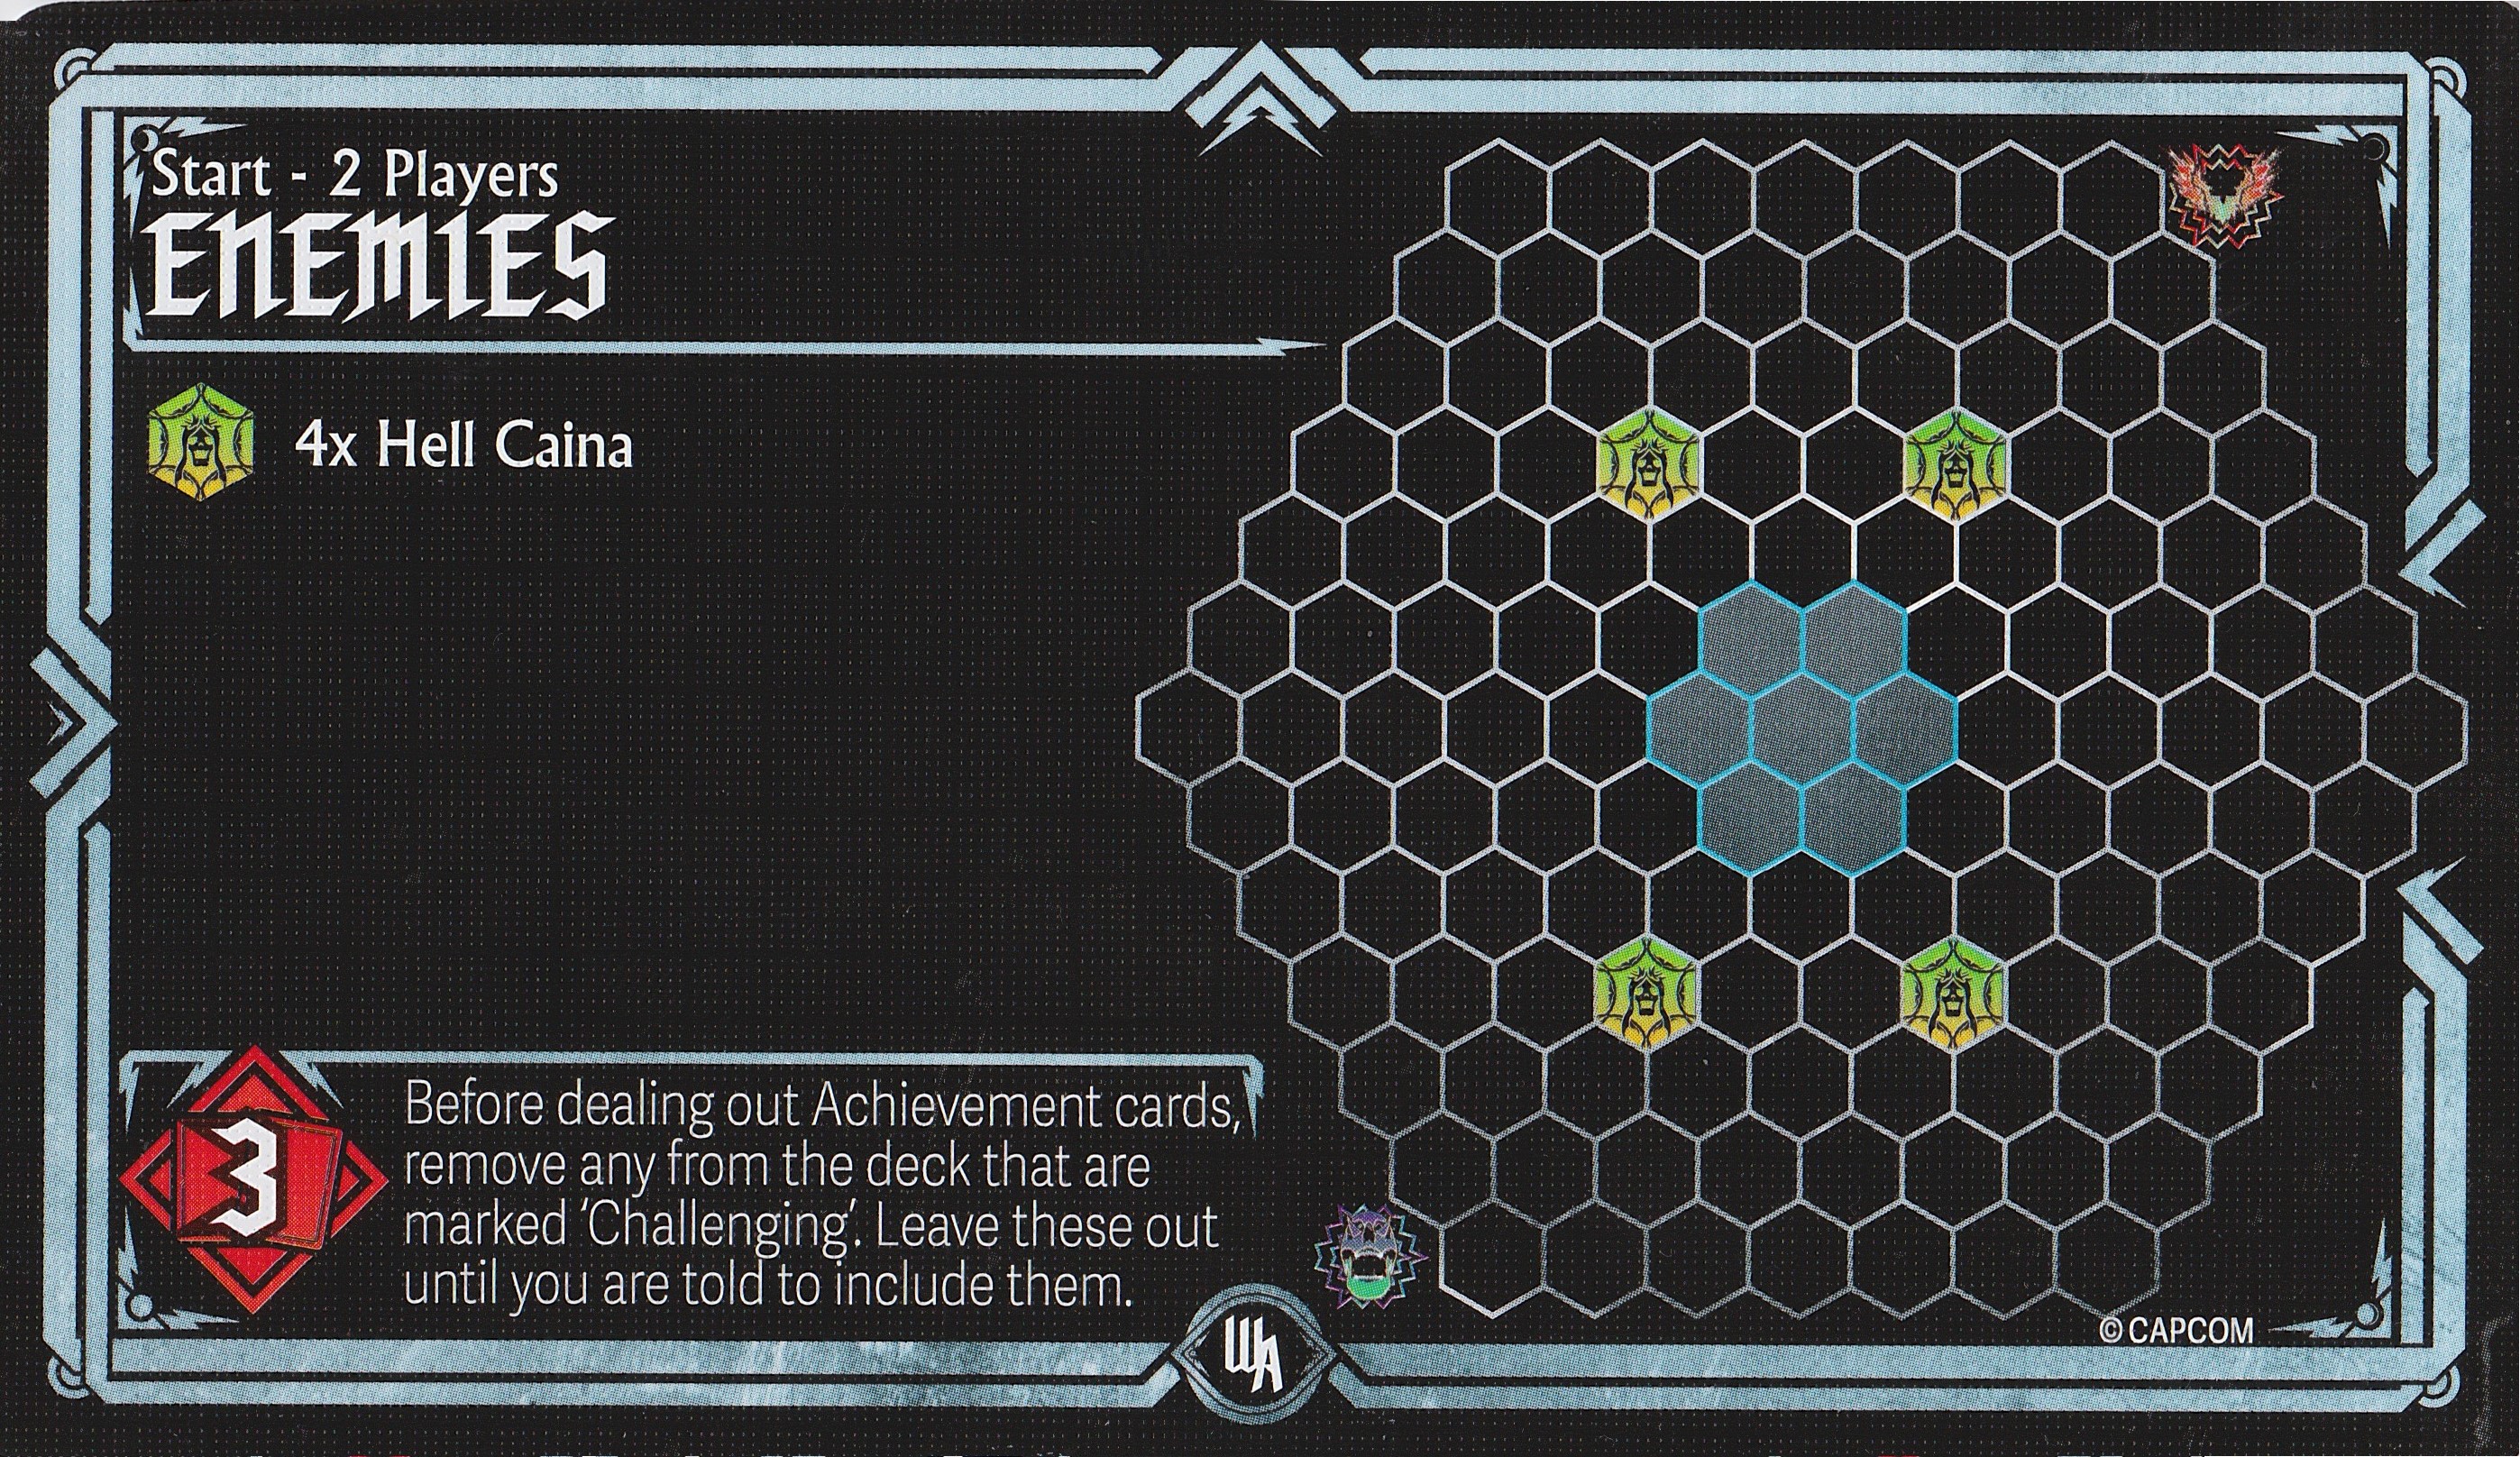 Start - 2 Players
ENEMIES
4x Hell Caina
3
Before dealing out Achievement cards,
remove any from the deck that are
marked ‘Challenging’. Leave these out
until you are told to include them.
WA
©CAPCOM